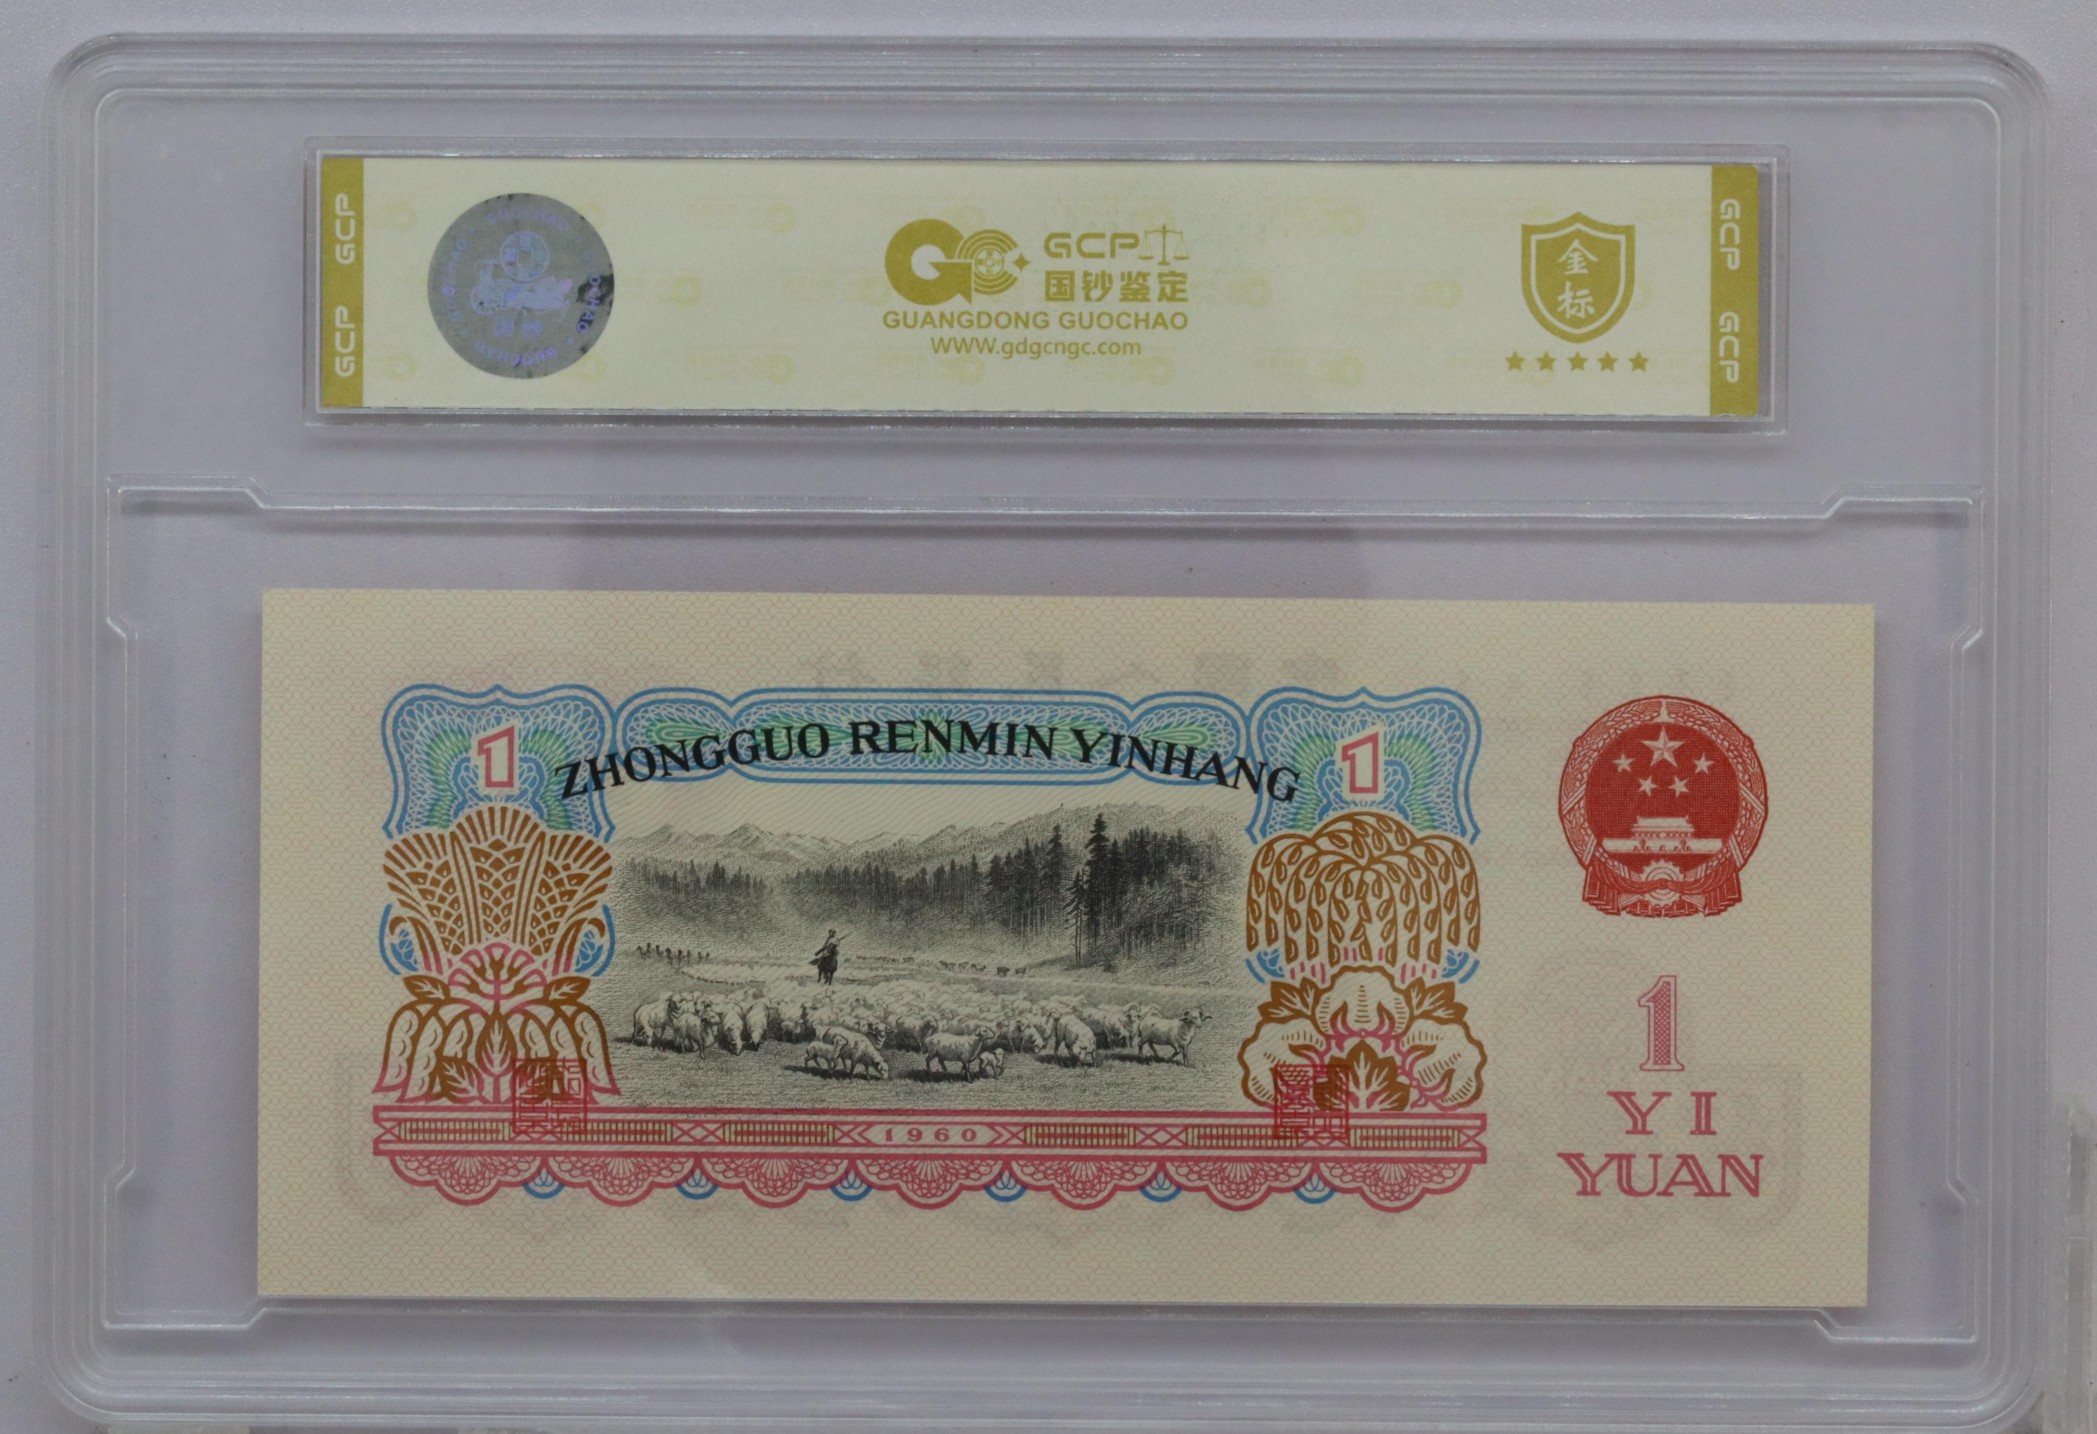 GCP GCP
GCP
国钞鉴定
GUANGDONG GUOCHAO
WWW.gdgcngc.com
金标
GCP GCP
1
ZHONGGUO RENMIN YINHANG
1
1960
1
YI
YUAN